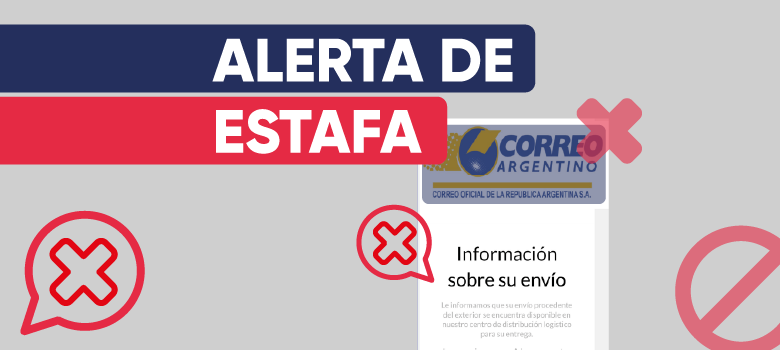 ALERTA DE
ESTAFA
CORREO
ARGENTINO
CORREO OFICIAL DE LA REPUBLICA ARGENTINA S.A.
Información
sobre su envío
Le informamos que su envío procedente
del exterior se encuentra disponible en
nuestro centro de distribución logístico
para su entrega.